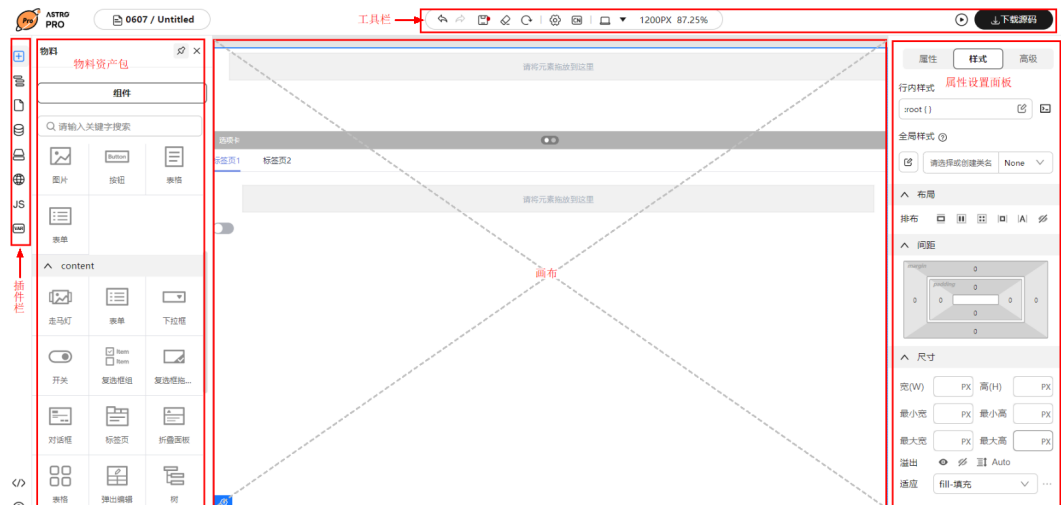 Pro
ASTRO
PRO
0607 / Untitled
工具栏
CN
1200PX 87.25%
下载源码
物料
物料资产包
组件
请输入关键字搜索
图片
Button
按钮
表格
表单
content
走马灯
表单
下拉框
开关
Item
Item
复选框组
复选框拖...
对话框
标签页
折叠面板
表格
弹出编辑
树
JS
VAR
插件栏
请将元素拖放到这里
选项卡
标签页1
标签页2
请将元素拖放到这里
画布
属性
样式
高级
属性设置面板
行内样式
:root { }
全局样式
请选择或创建类名
None
布局
排布
间距
margin
0
padding
0
0
0
0
0
0
0
尺寸
宽(W)
PX
高(H)
PX
最小宽
PX
最小高
PX
最大宽
PX
最大高
PX
溢出
Auto
适应
fill-填充